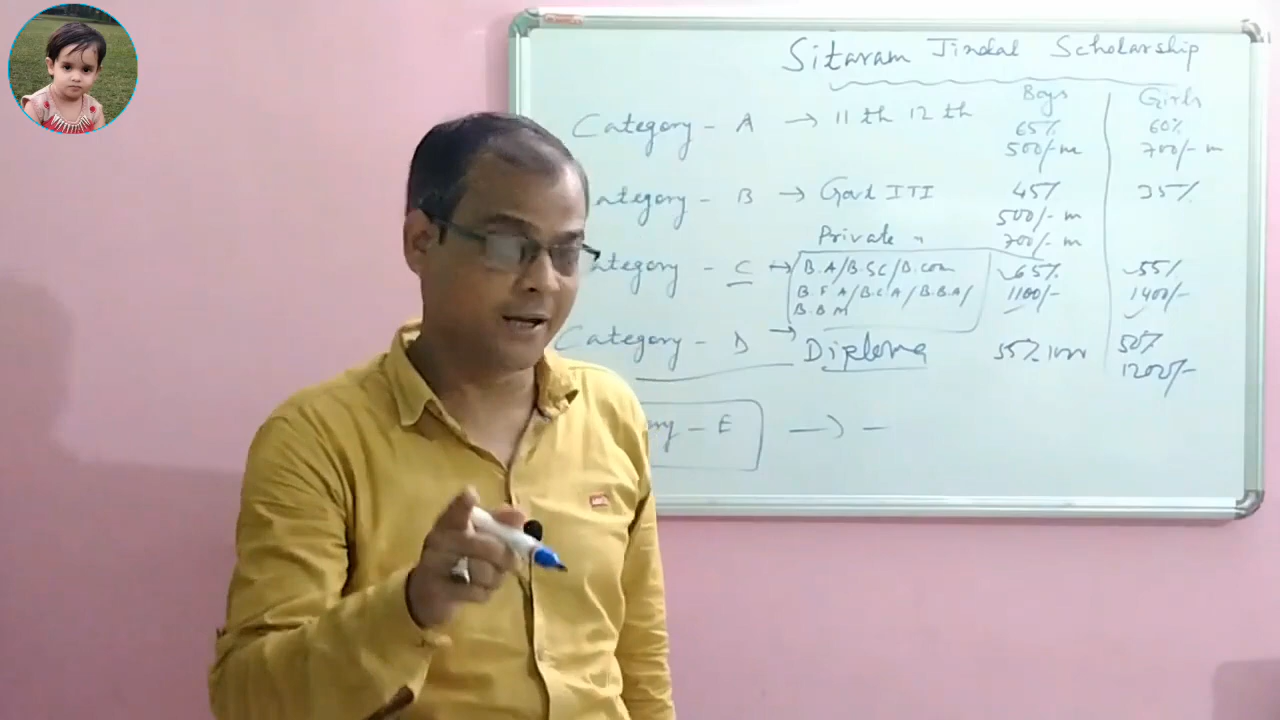 Sitaram Jindal Scholarship
Boys Girls
Category - A → 11 th 12 th 65% 60%
500/- m 700/- m
ategory - B → Govt ITI 45% 35%
500/- m
Private " 700/- m
ategory - C → B.A/B.SC/B.com 65% 55%
B.F.A/B.C.A/B.B.A/ 1100/- 1400/-
B.B.M
Category - D → Diploma 55% 50%
1200/-
ry - E → -